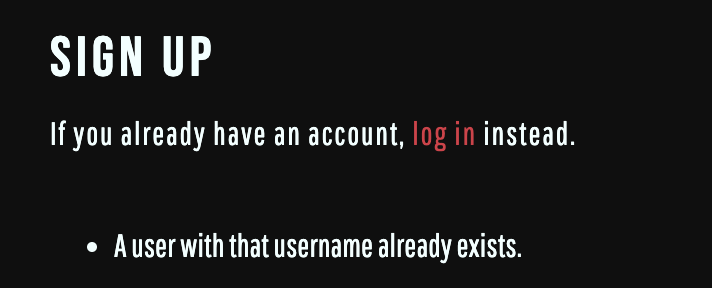 SIGN UP
If you already have an account, log in instead.
• A user with that username already exists.